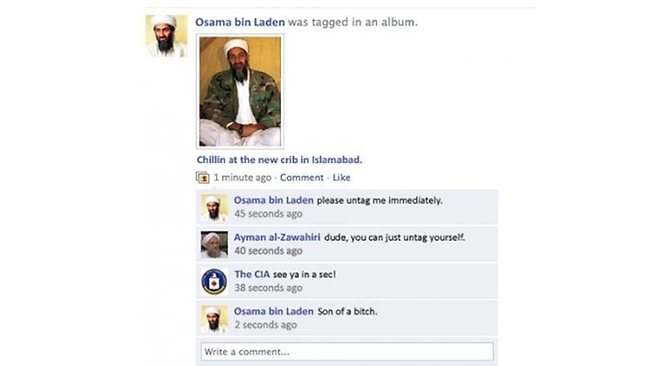 Osama bin Laden was tagged in an album.
Chillin at the new crib in Islamabad.
1 minute ago · Comment · Like
Osama bin Laden please untag me immediately.
45 seconds ago
Ayman al-Zawahiri dude, you can just untag yourself.
40 seconds ago
The CIA see ya in a sec!
38 seconds ago
Osama bin Laden Son of a bitch.
2 seconds ago
Write a comment...